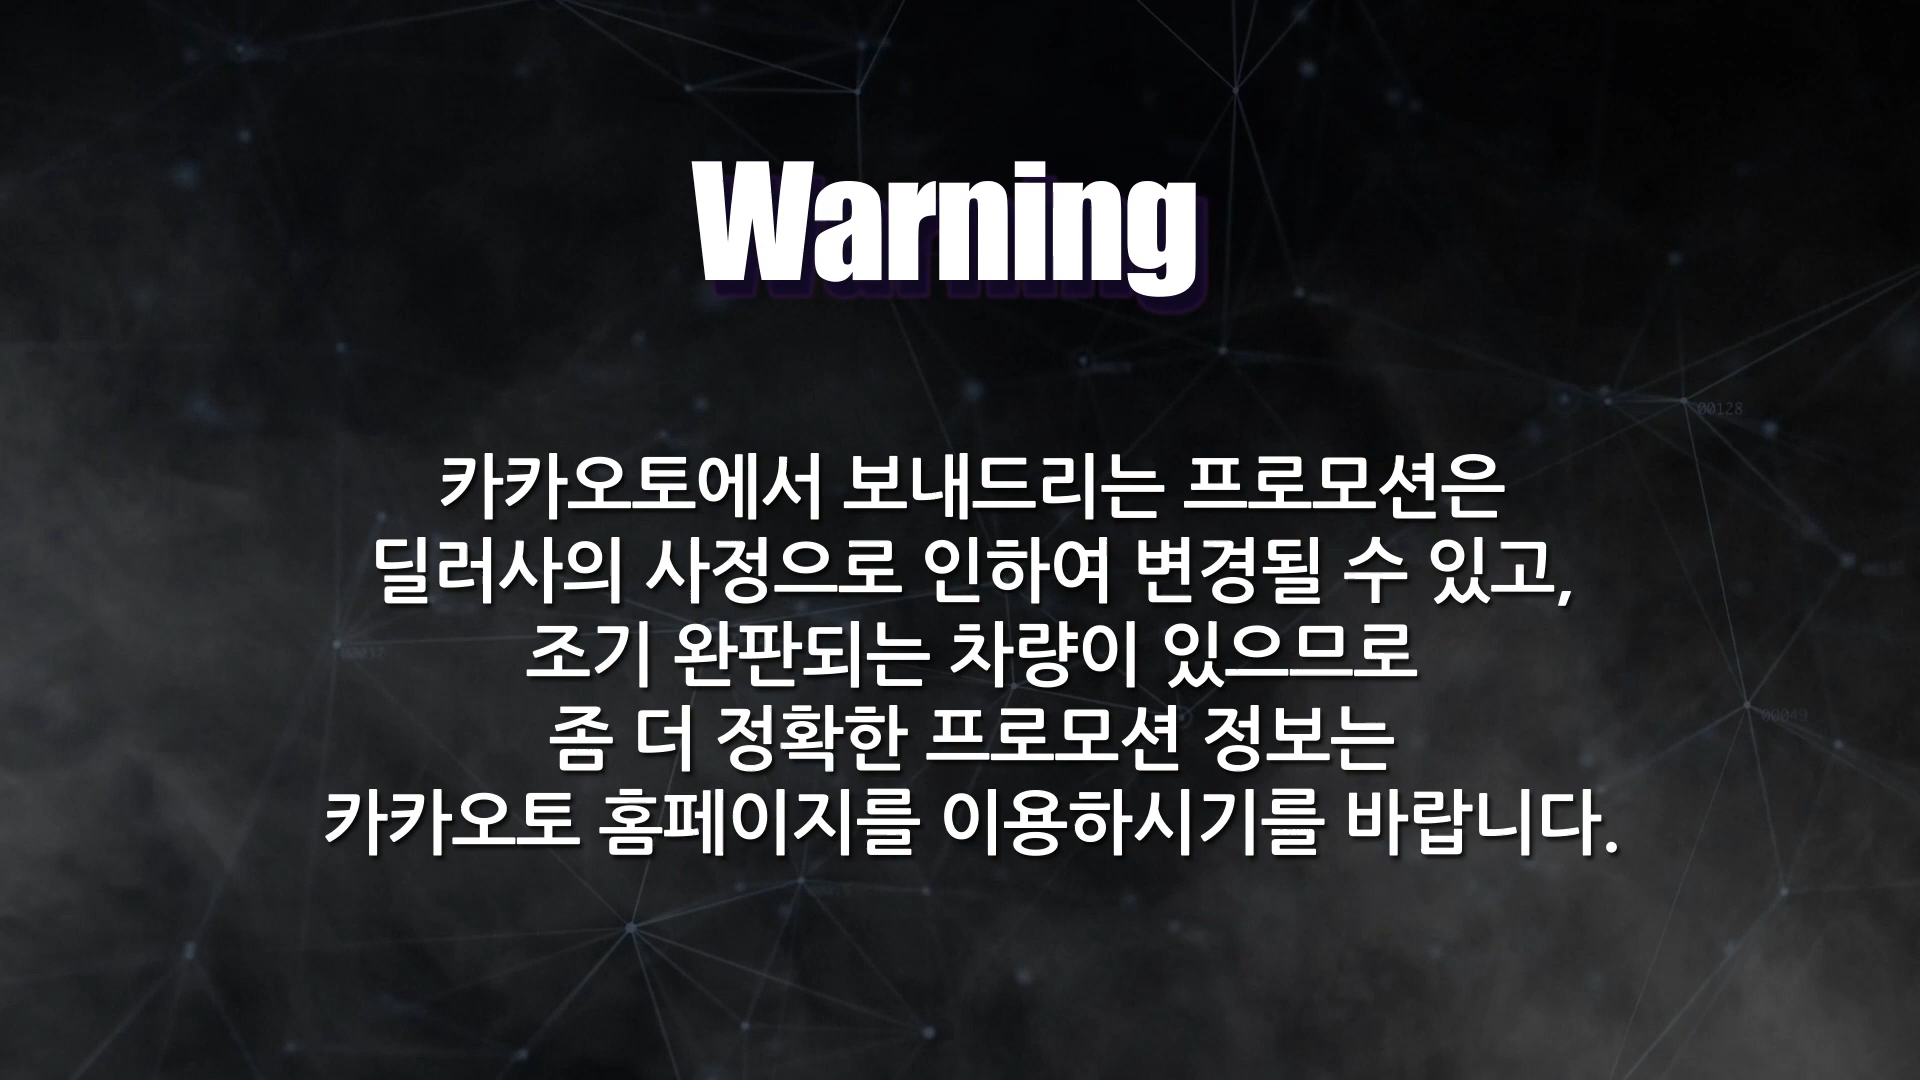 Warning
카카오토에서 보내드리는 프로모션은
딜러사의 사정으로 인하여 변경될 수 있고,
조기 완판되는 차량이 있으므로
좀 더 정확한 프로모션 정보는
카카오토 홈페이지를 이용하시기를 바랍니다.
00128
00049